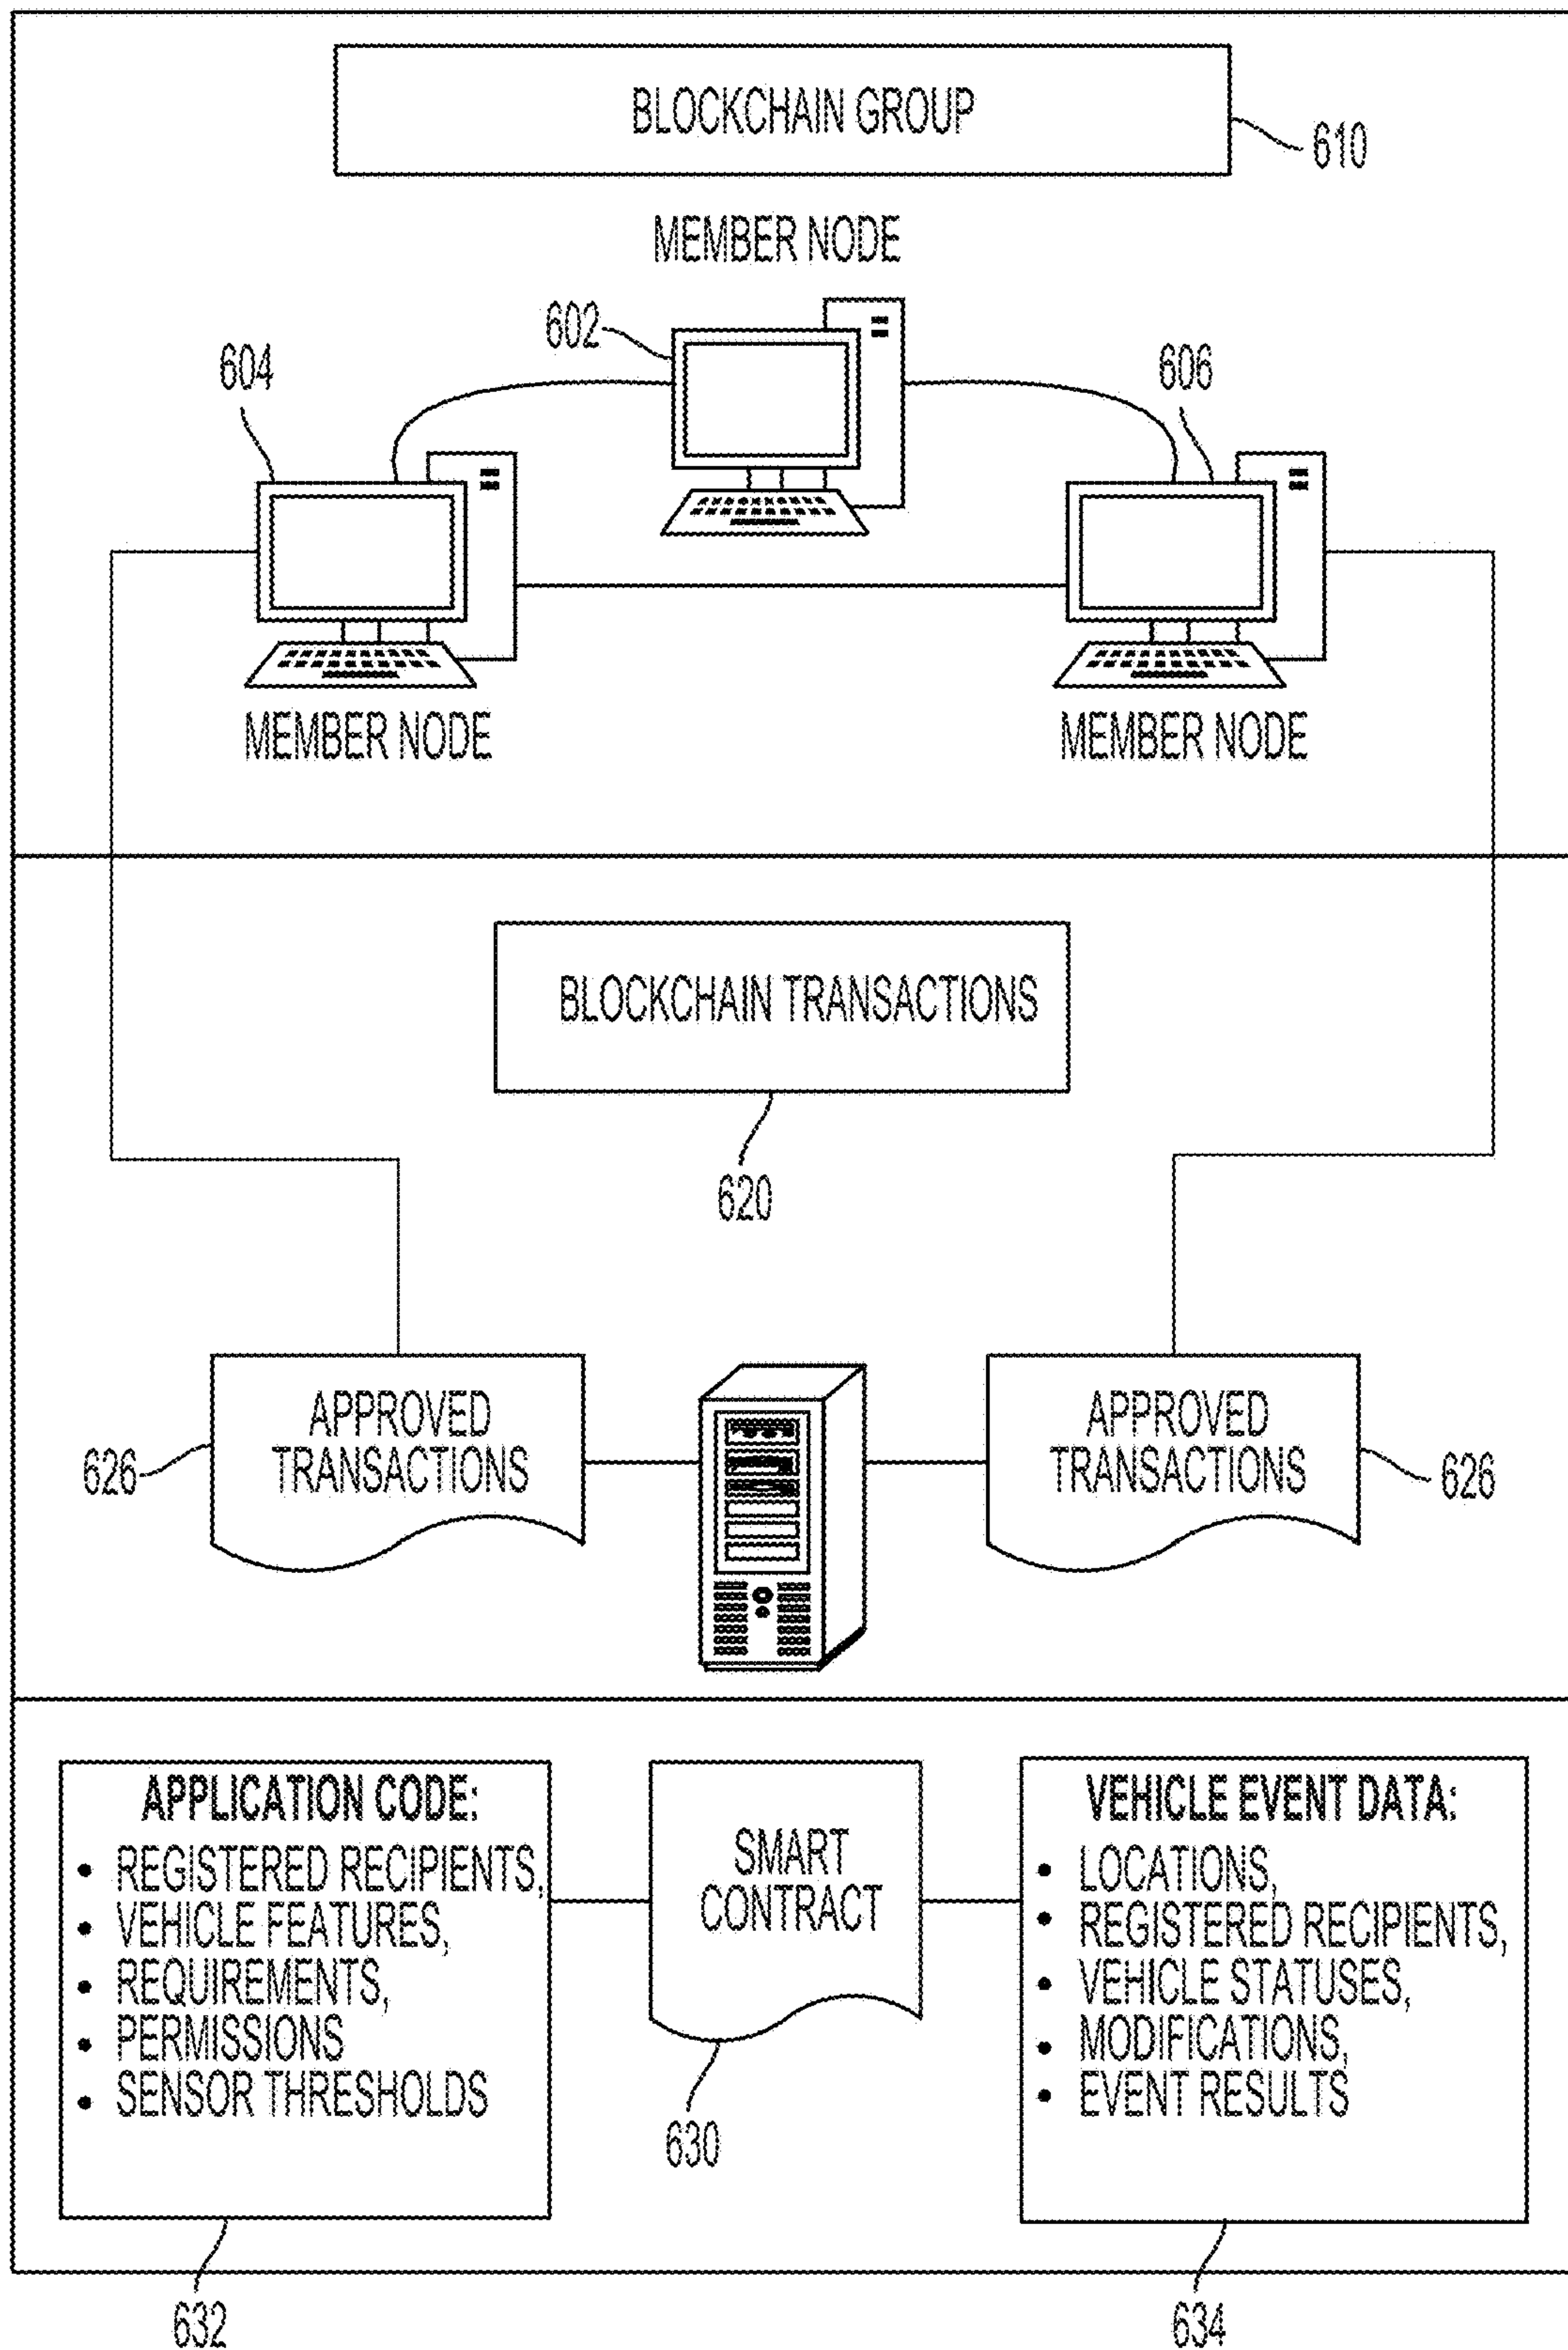 BLOCKCHAIN GROUP
610
MEMBER NODE
602
604
606
MEMBER NODE
MEMBER NODE
BLOCKCHAIN TRANSACTIONS
620
APPROVED
TRANSACTIONS
626
APPROVED
TRANSACTIONS
626
APPLICATION CODE:
• REGISTERED RECIPIENTS,
• VEHICLE FEATURES,
• REQUIREMENTS,
• PERMISSIONS
• SENSOR THRESHOLDS
632
SMART
CONTRACT
630
VEHICLE EVENT DATA:
• LOCATIONS,
• REGISTERED RECIPIENTS,
• VEHICLE STATUSES,
• MODIFICATIONS,
• EVENT RESULTS
634